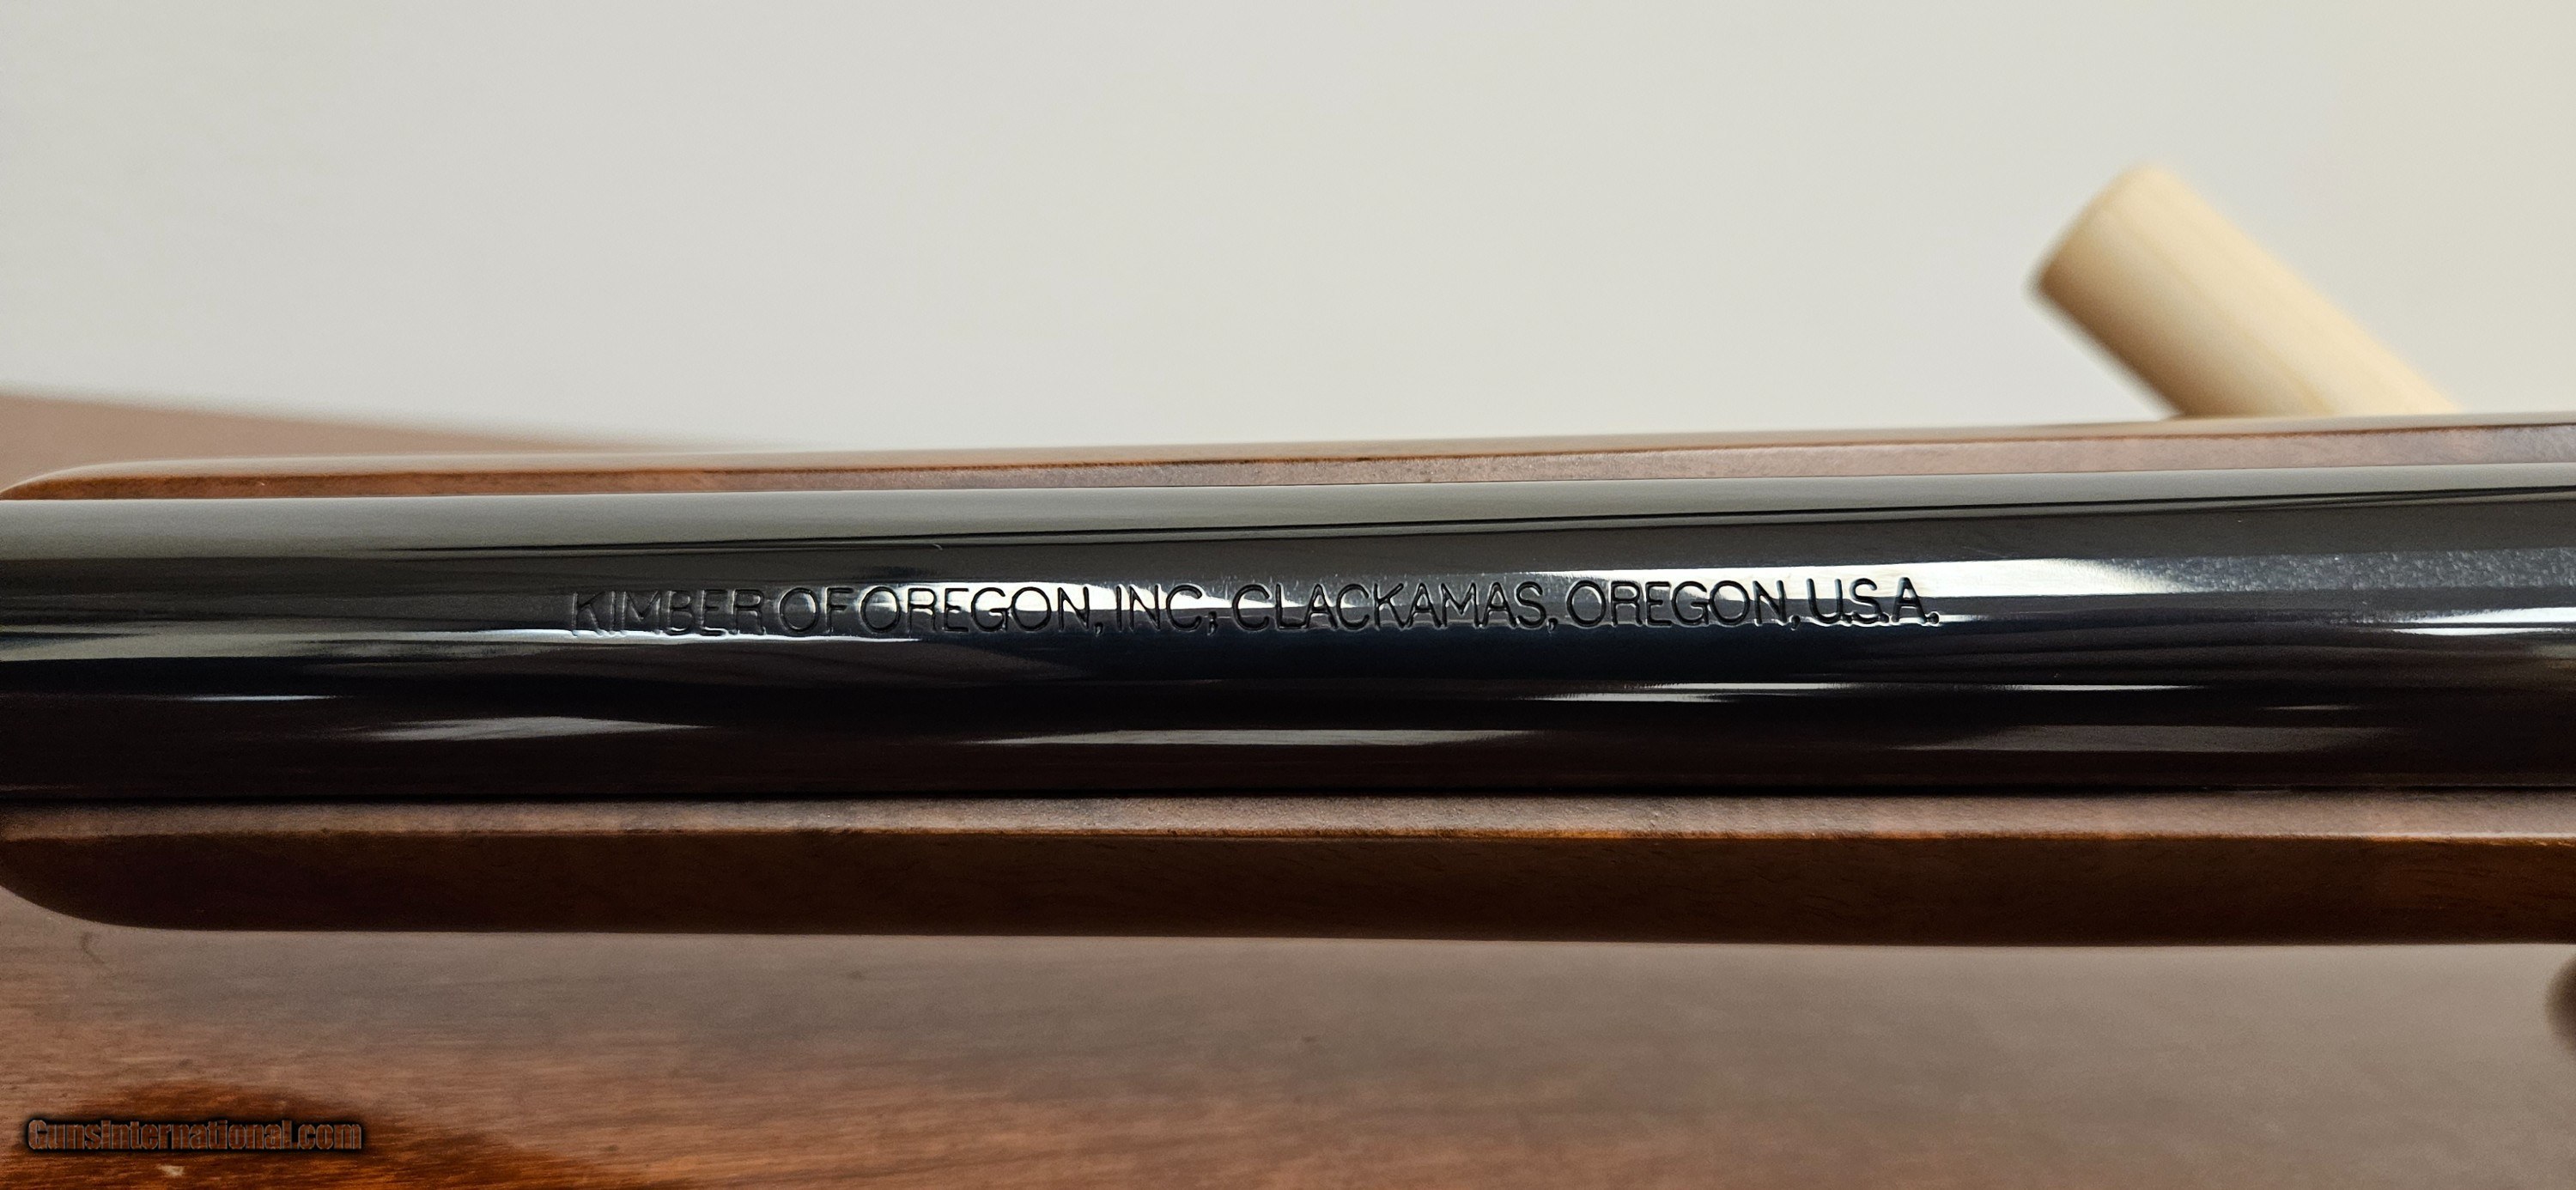 KIMBER OF OREGON, INC; CLACKAMAS, OREGON, U.S.A.
GunsInternational.com